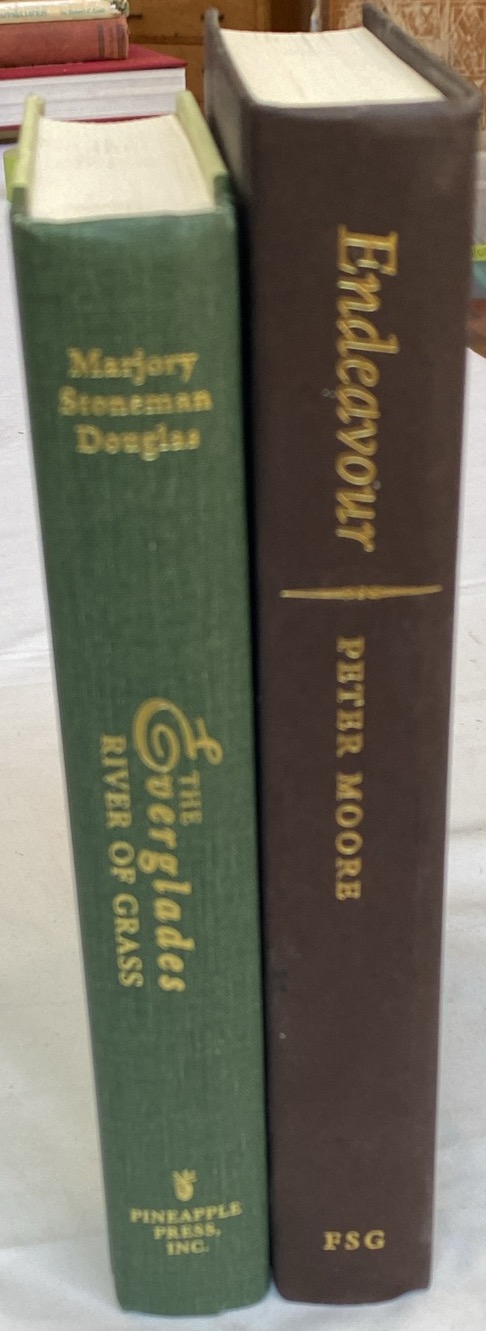 Marjory
Stoneman
Douglas
THE
Everglades
RIVER OF GRASS
PINEAPPLE
PRESS,
INC.
Endeavour
PETER MOORE
FSG